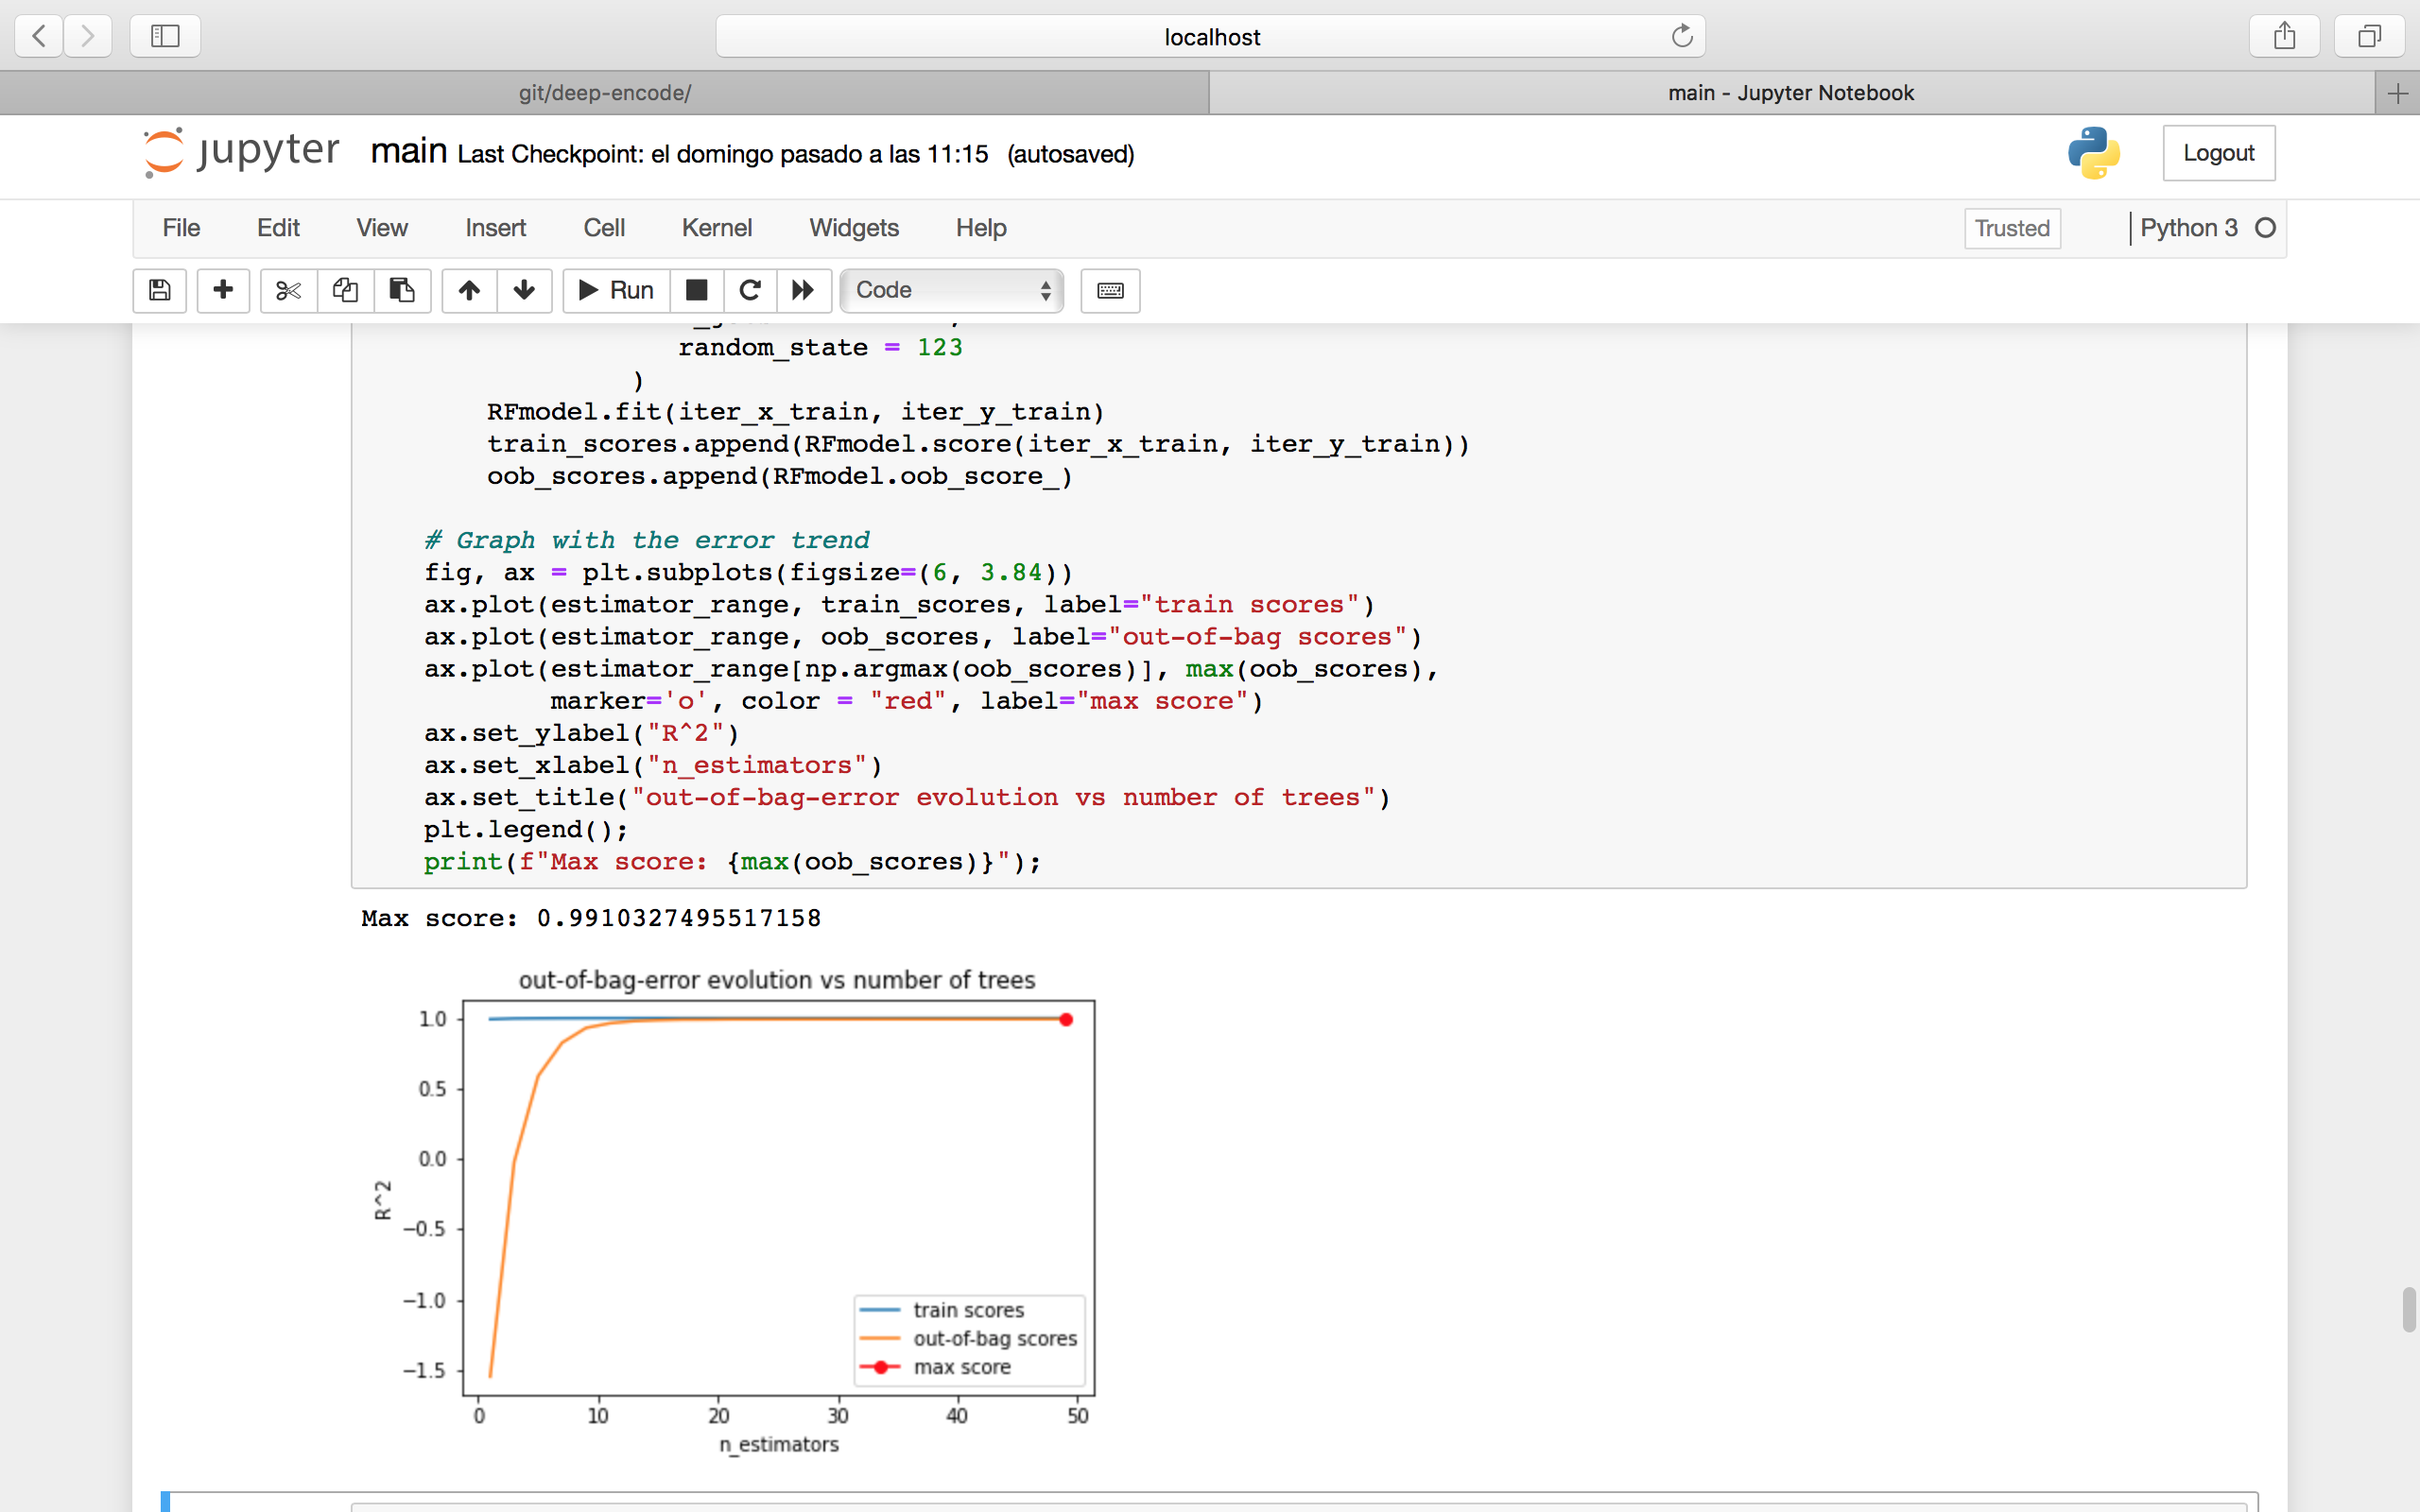 localhost
git/deep-encode/
main - Jupyter Notebook
jupyter main Last Checkpoint: el domingo pasado a las 11:15 (autosaved)
Logout
File Edit View Insert Cell Kernel Widgets Help
Trusted
Python 3
Run
Code
random_state = 123
)
RFmodel.fit(iter_x_train, iter_y_train)
train_scores.append(RFmodel.score(iter_x_train, iter_y_train))
oob_scores.append(RFmodel.oob_score_)
# Graph with the error trend
fig, ax = plt.subplots(figsize=(6, 3.84))
ax.plot(estimator_range, train_scores, label="train scores")
ax.plot(estimator_range, oob_scores, label="out-of-bag scores")
ax.plot(estimator_range[np.argmax(oob_scores)], max(oob_scores),
marker='o', color = "red", label="max score")
ax.set_ylabel("R^2")
ax.set_xlabel("n_estimators")
ax.set_title("out-of-bag-error evolution vs number of trees")
plt.legend();
print(f"Max score: {max(oob_scores)}");
Max score: 0.9910327495517158
out-of-bag-error evolution vs number of trees
1.0
0.5
0.0
−0.5
−1.0
−1.5
R^2
train scores
out-of-bag scores
max score
0 10 20 30 40 50
n_estimators